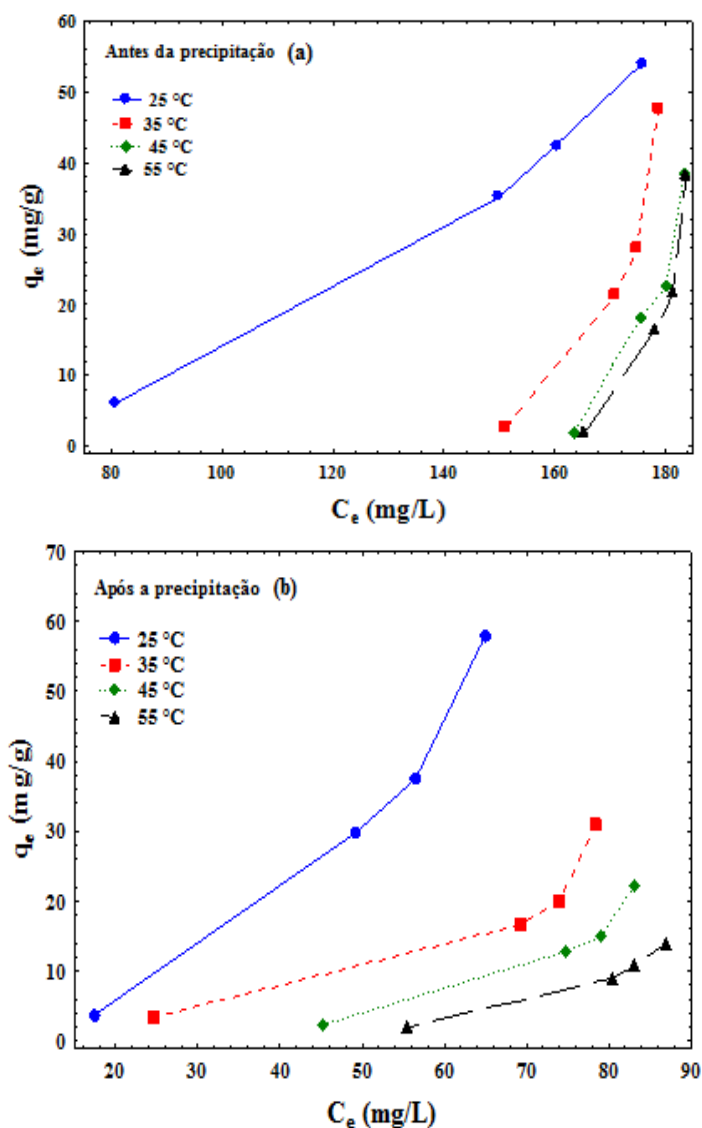 60
Antes da precipitação (a)
50
25 °C
35 °C
40
45 °C
55 °C
30
20
10
0
80 100 120 140 160 180
qₑ (mg/g)
Cₑ (mg/L)
70
Após a precipitação (b)
60
25 °C
35 °C
50
45 °C
55 °C
40
30
20
10
0
20 30 40 50 60 70 80 90
qₑ (mg/g)
Cₑ (mg/L)